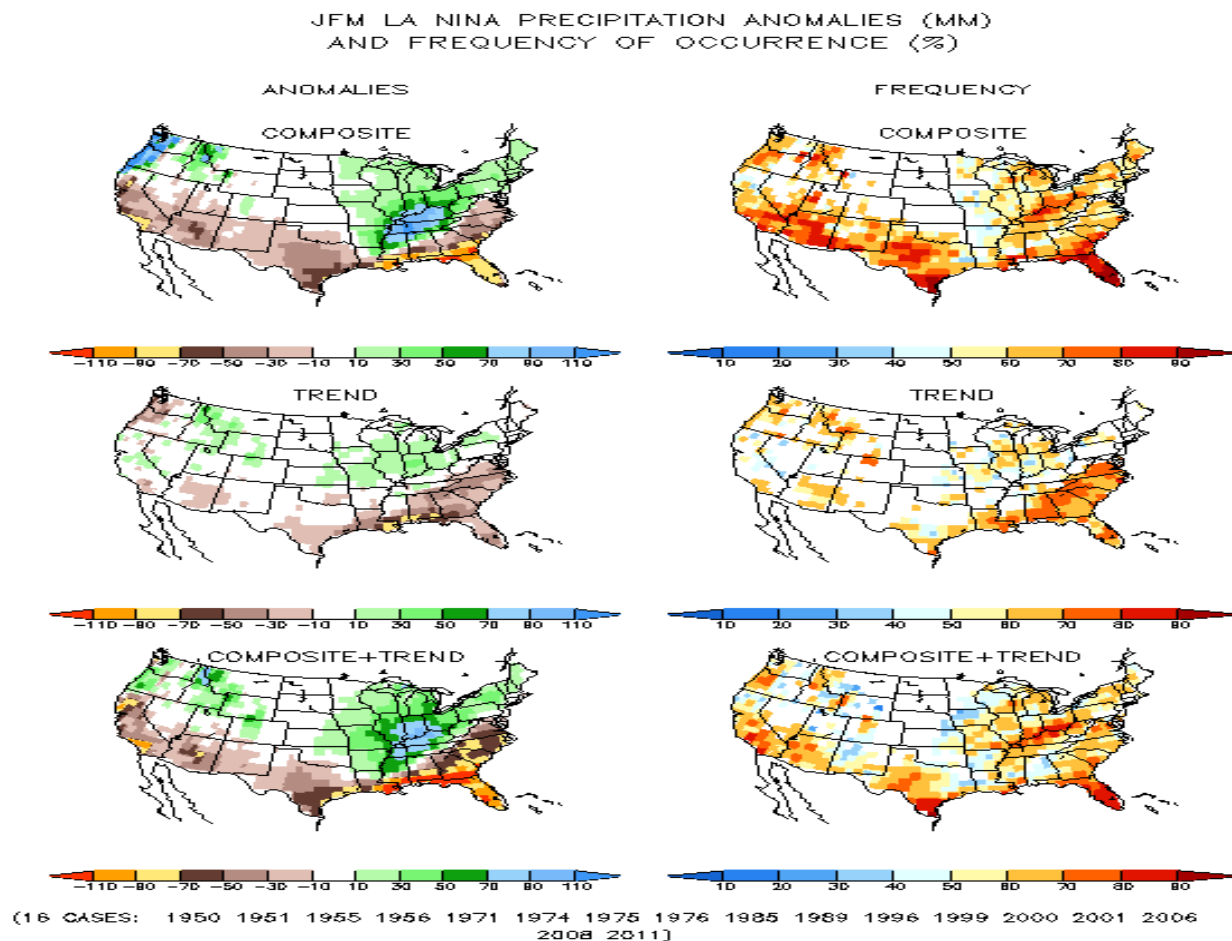 JFM LA NINA PRECIPITATION ANOMALIES (MM)
AND FREQUENCY OF OCCURRENCE (%)
ANOMALIES
FREQUENCY
COMPOSITE
COMPOSITE
-110 -90 -70 -50 -30 -10 10 30 50 70 90 110
10 20 30 40 50 60 70 80 90
TREND
TREND
-110 -90 -70 -50 -30 -10 10 30 50 70 90 110
10 20 30 40 50 60 70 80 90
COMPOSITE+TREND
COMPOSITE+TREND
-110 -90 -70 -50 -30 -10 10 30 50 70 90 110
10 20 30 40 50 60 70 80 90
(16 CASES: 1950 1951 1955 1956 1971 1974 1975 1976 1985 1989 1996 1999 2000 2001 2006
2008 2011]